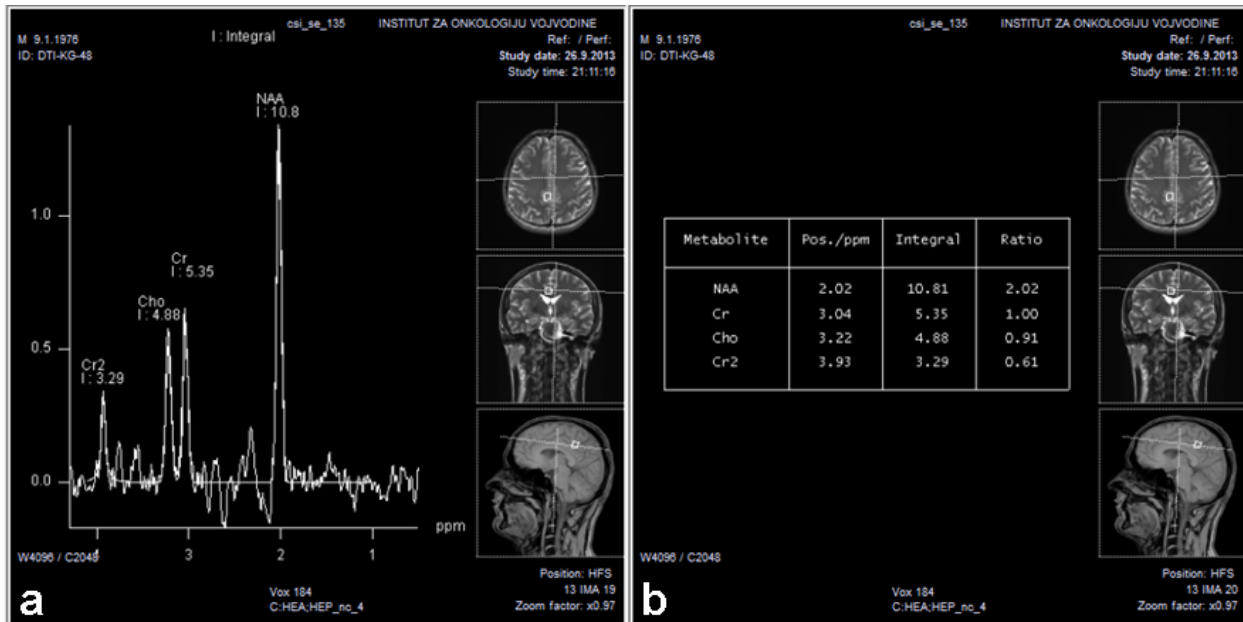 csi_se_135 INSTITUT ZA ONKOLOGIJU VOJVODINE
M 9.1.1976 I : Integral Ref: / Perf:
ID: DTI-KG-48 Study date: 26.9.2013
Study time: 21:11:16
NAA
I : 10.8
1.0
Cr
I : 5.35
Cho
I : 4.88
0.5
Cr2
I : 3.29
0.0
ppm
4 3 2 1
W4096 / C2048
Position: HFS
Vox 184 13 IMA 19
C:HEA;HEP_nc_4 Zoom factor: x0.97
a
csi_se_135 INSTITUT ZA ONKOLOGIJU VOJVODINE
M 9.1.1976 Ref: / Perf:
ID: DTI-KG-48 Study date: 26.9.2013
Study time: 21:11:16
Metabolite Pos./ppm Integral Ratio
NAA 2.02 10.81 2.02
Cr 3.04 5.35 1.00
Cho 3.22 4.88 0.91
Cr2 3.93 3.29 0.61
W4096 / C2048
Position: HFS
Vox 184 13 IMA 20
C:HEA;HEP_nc_4 Zoom factor: x0.97
b